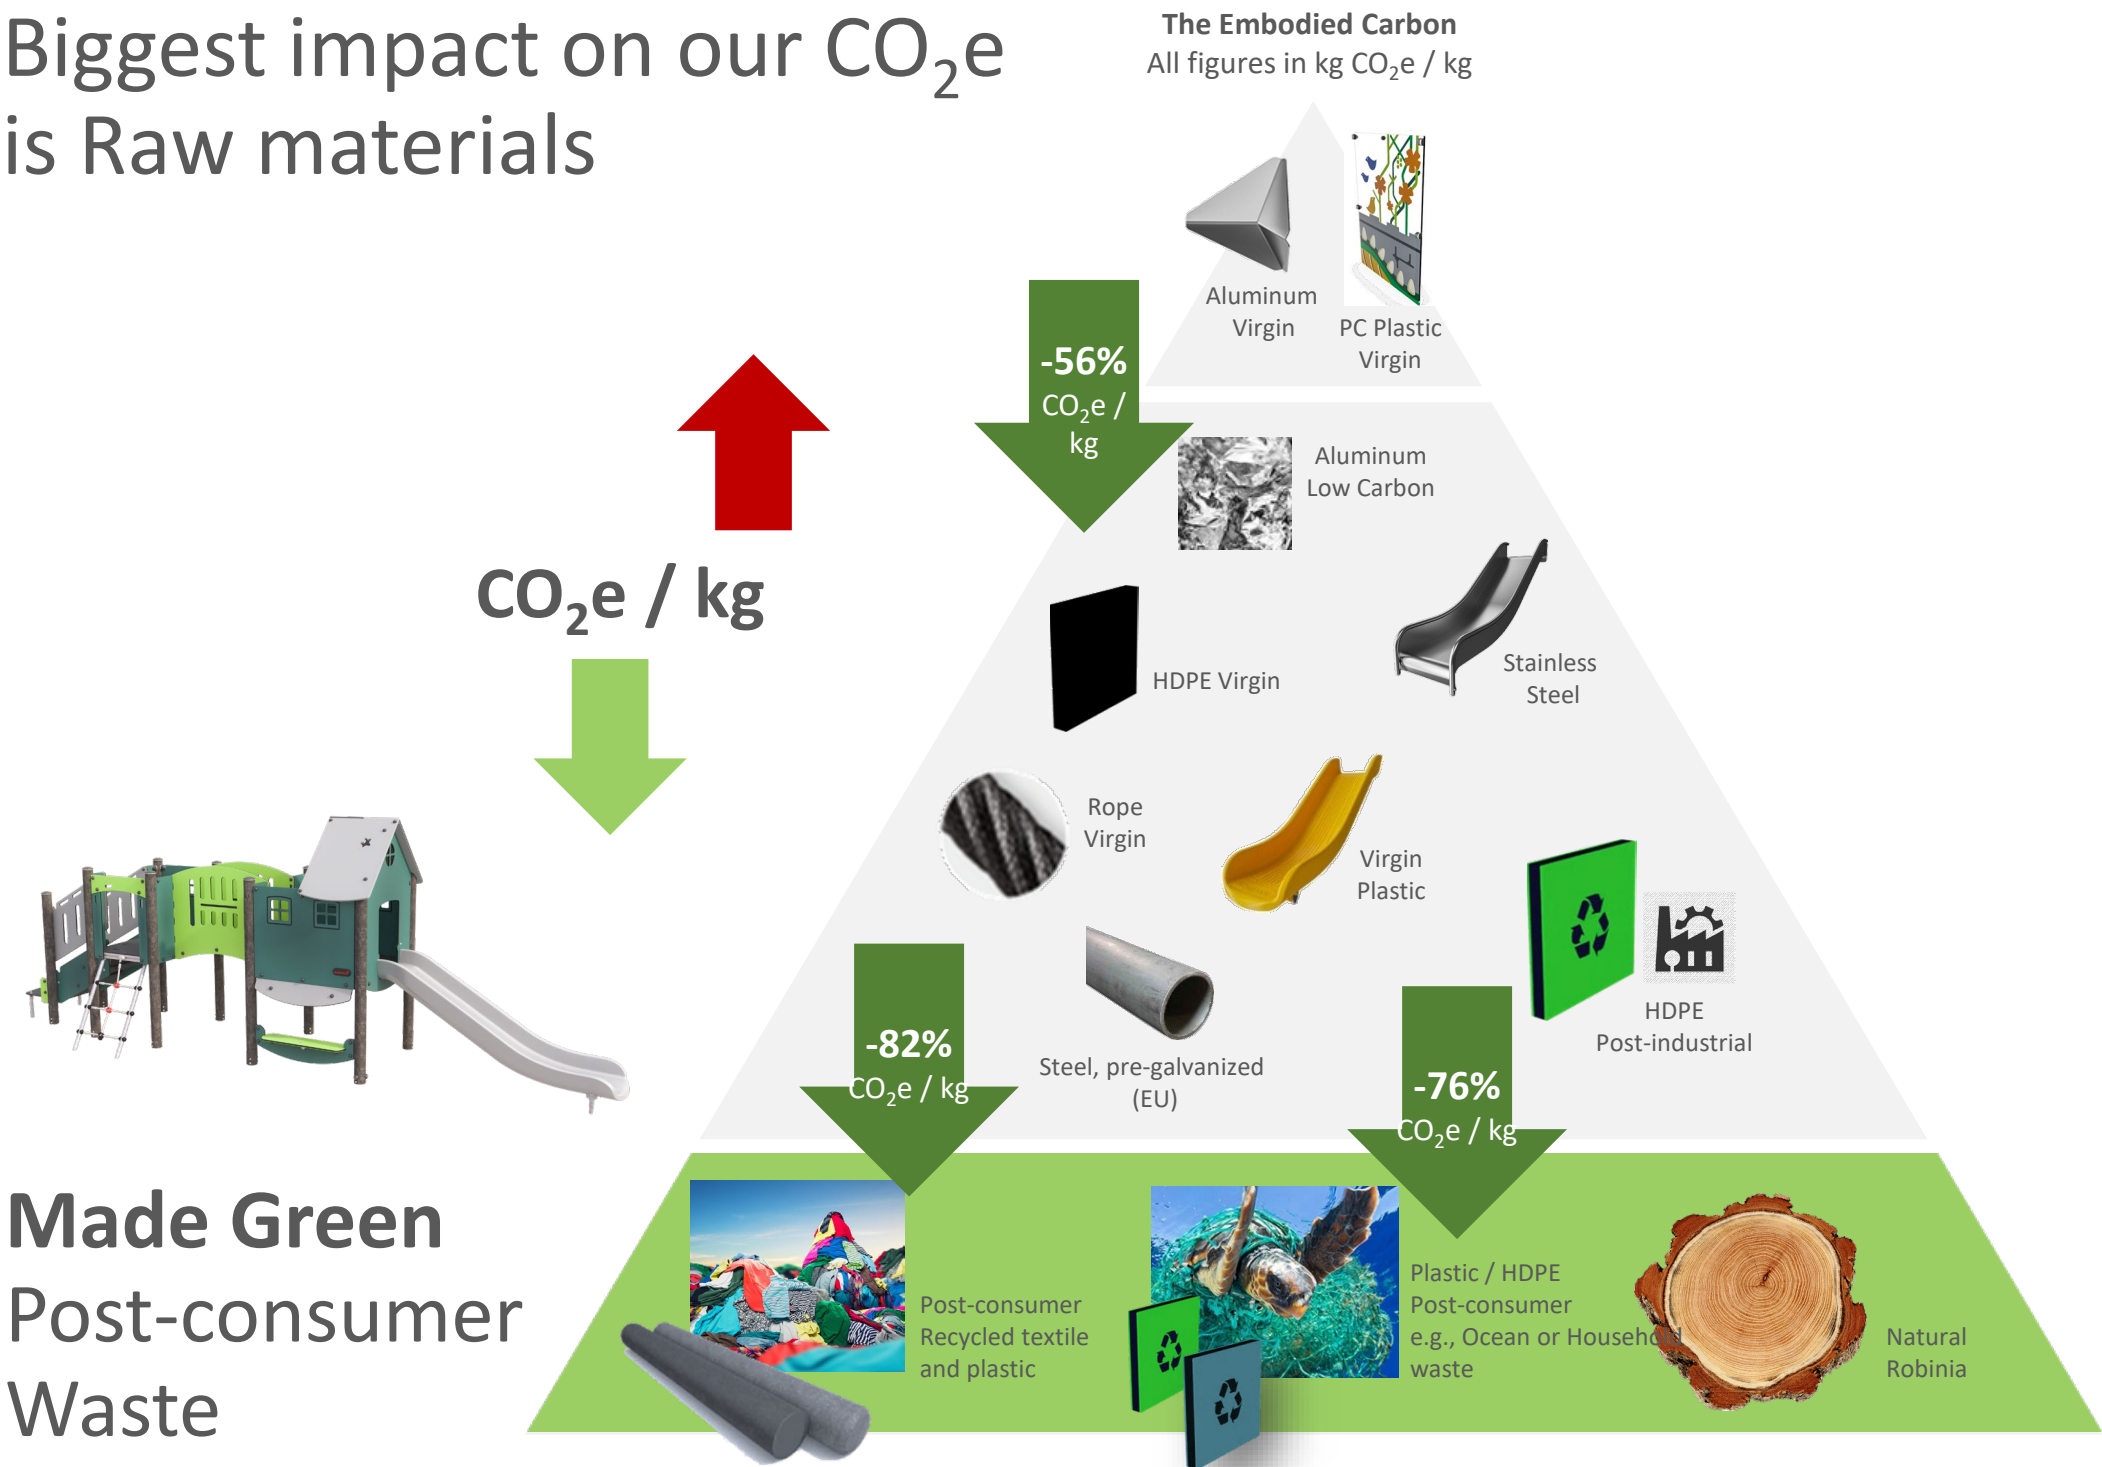 Biggest impact on our CO₂e
is Raw materials
The Embodied Carbon
All figures in kg CO₂e / kg
Aluminum
Virgin
PC Plastic
Virgin
-56%
CO₂e /
kg
Aluminum
Low Carbon
CO₂e / kg
HDPE Virgin
Stainless
Steel
Rope
Virgin
Virgin
Plastic
HDPE
Post-industrial
Steel, pre-galvanized
(EU)
-82%
CO₂e / kg
-76%
CO₂e / kg
Made Green
Post-consumer
Waste
Post-consumer
Recycled textile
and plastic
Plastic / HDPE
Post-consumer
e.g., Ocean or Household
waste
Natural
Robinia